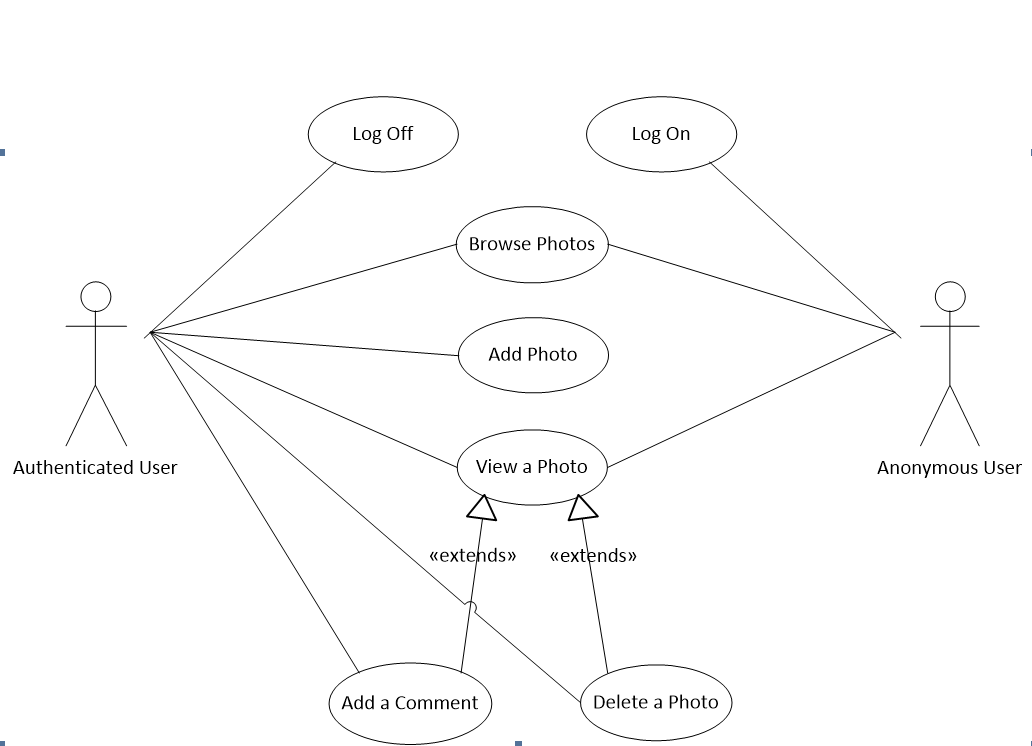 Log Off
Log On
Browse Photos
Add Photo
View a Photo
Authenticated User
Anonymous User
«extends»
«extends»
Add a Comment
Delete a Photo